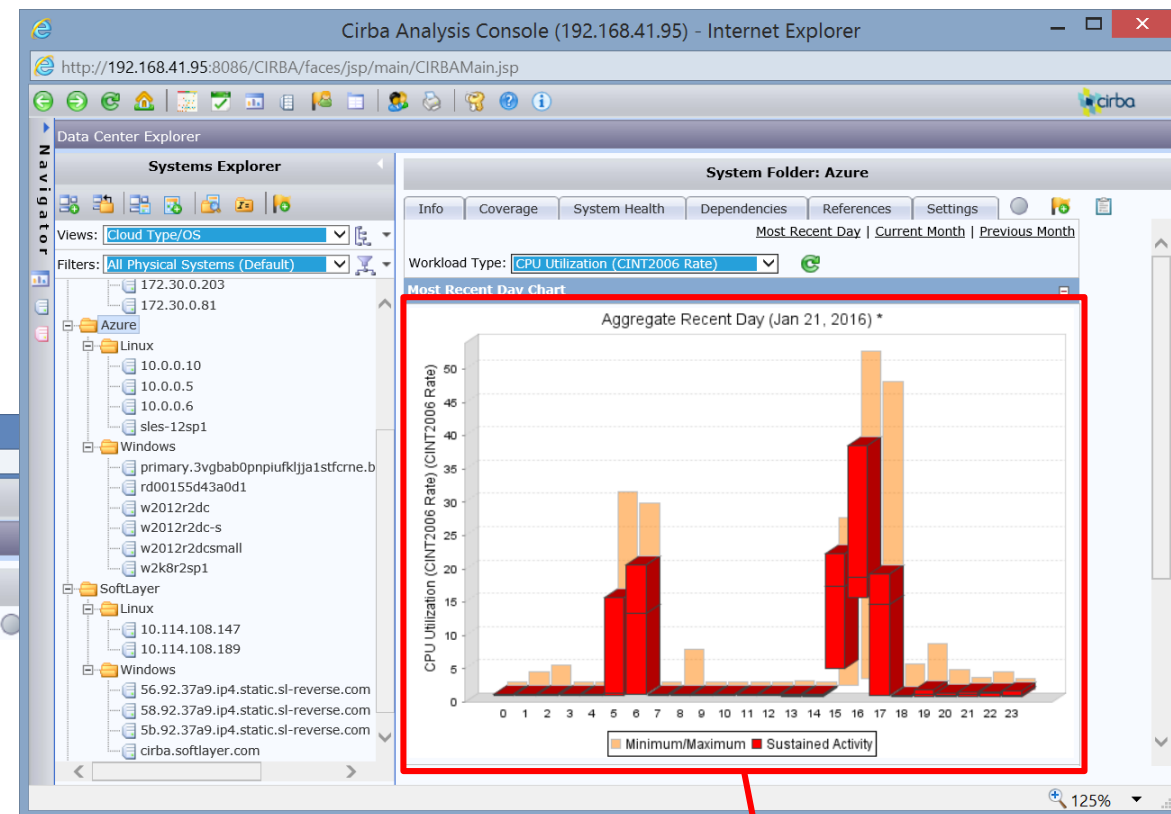 Cirba Analysis Console (192.168.41.95) - Internet Explorer
http://192.168.41.95:8086/CIRBA/faces/jsp/main/CIRBAMain.jsp
cirba
Navigator
Data Center Explorer
Systems Explorer
Views: Cloud Type/OS
Filters: All Physical Systems (Default)
172.30.0.203
172.30.0.81
Azure
Linux
10.0.0.10
10.0.0.5
10.0.0.6
sles-12sp1
Windows
primary.3vgbab0pnpiufkljja1stfcrne.b
rd00155d43a0d1
w2012r2dc
w2012r2dc-s
w2012r2dcsmall
w2k8r2sp1
SoftLayer
Linux
10.114.108.147
10.114.108.189
Windows
56.92.37a9.ip4.static.sl-reverse.com
58.92.37a9.ip4.static.sl-reverse.com
5b.92.37a9.ip4.static.sl-reverse.com
cirba.softlayer.com
System Folder: Azure
Info Coverage System Health Dependencies References Settings
Most Recent Day | Current Month | Previous Month
Workload Type: CPU Utilization (CINT2006 Rate)
Most Recent Day Chart
Aggregate Recent Day (Jan 21, 2016) *
CPU Utilization (CINT2006 Rate) (CINT2006 Rate)
50
45
40
35
30
25
20
15
10
5
0
0 1 2 3 4 5 6 7 8 9 10 11 12 13 14 15 16 17 18 19 20 21 22 23
Minimum/Maximum Sustained Activity
125%